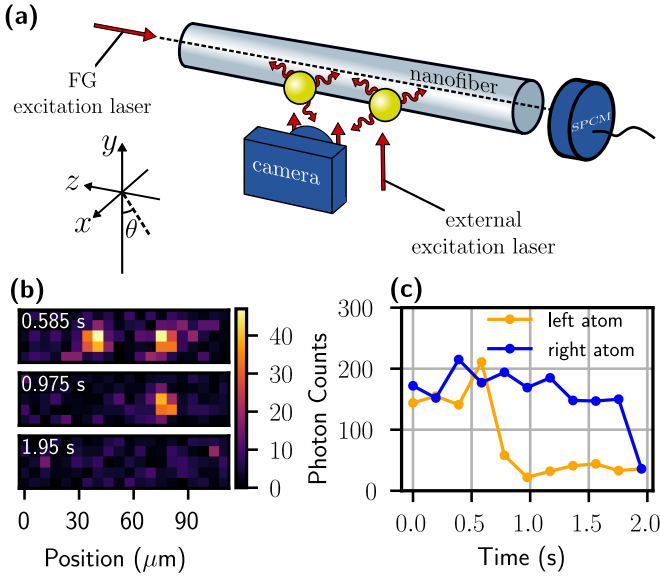 (a)
FG
excitation laser
nanofiber
SPCM
camera
y
z
x
θ
external
excitation laser
(b)
0.585 s
0.975 s
1.95 s
40
30
20
10
0
0 30 60 90
Position (μm)
(c)
300
200
100
0
Photon Counts
left atom
right atom
0.0 0.5 1.0 1.5 2.0
Time (s)